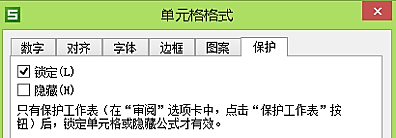 单元格格式
数字 对齐 字体 边框 图案 保护
锁定(L)
隐藏(H)
只有保护工作表（在“审阅”选项卡中，点击“保护工作表”按
钮）后，锁定单元格或隐藏公式才有效。